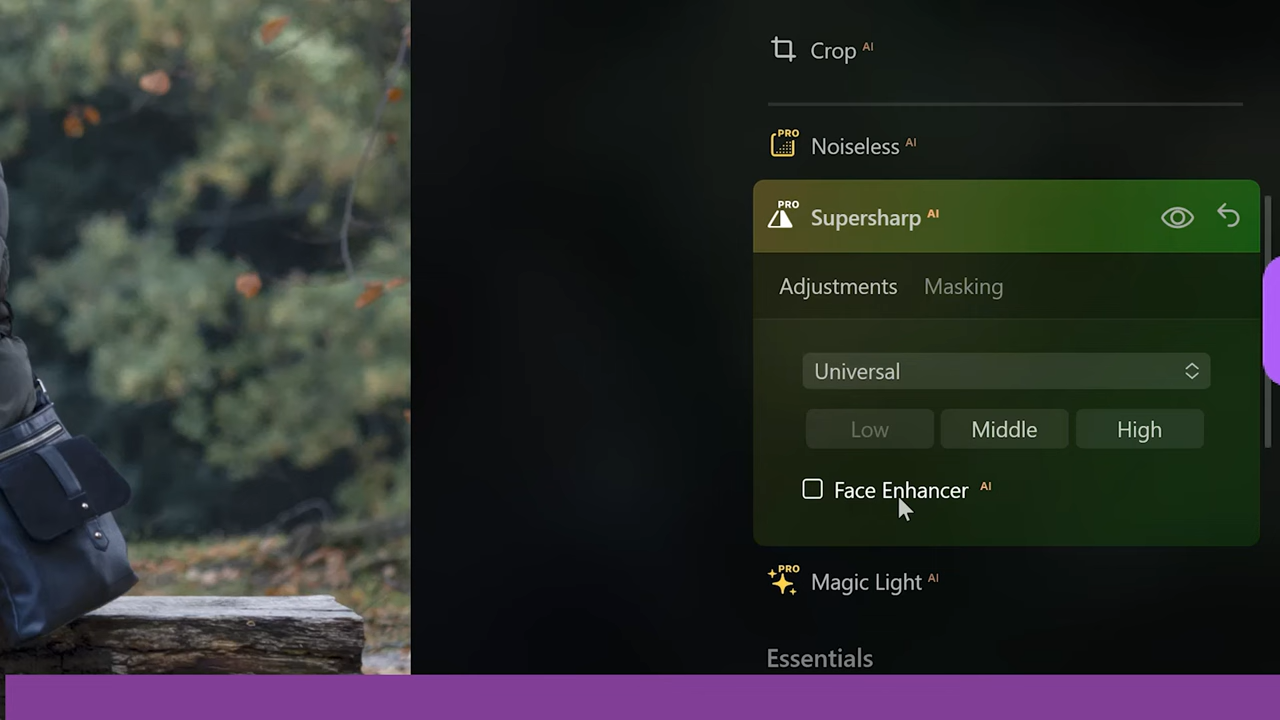 Crop AI
PRO
Noiseless AI
PRO
Supersharp AI
Adjustments Masking
Universal
Low Middle High
Face Enhancer AI
PRO
Magic Light AI
Essentials